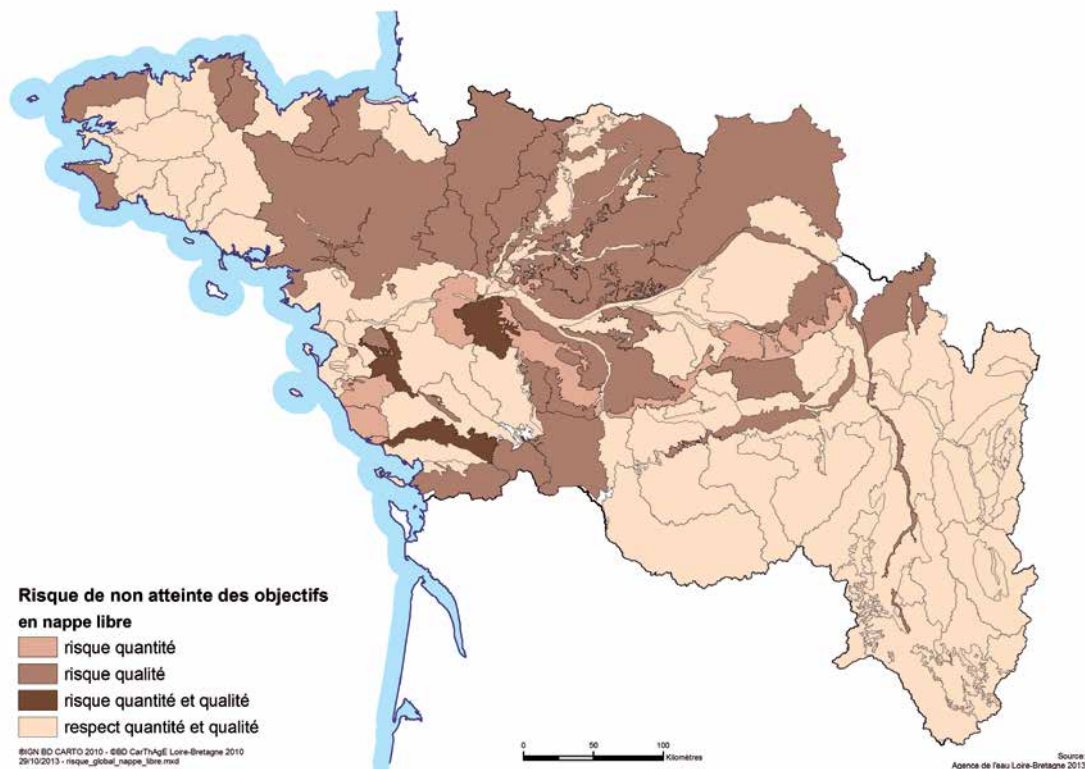 Risque de non atteinte des objectifs
en nappe libre
risque quantité
risque qualité
risque quantité et qualité
respect quantité et qualité
©IGN BD CARTO 2010 - ©BD CarThAgE Loire-Bretagne 2010
29/10/2013 - risque_global_nappe_libre.mxd
0 50 100
Kilomètres
Source:
Agence de l'eau Loire-Bretagne 2013